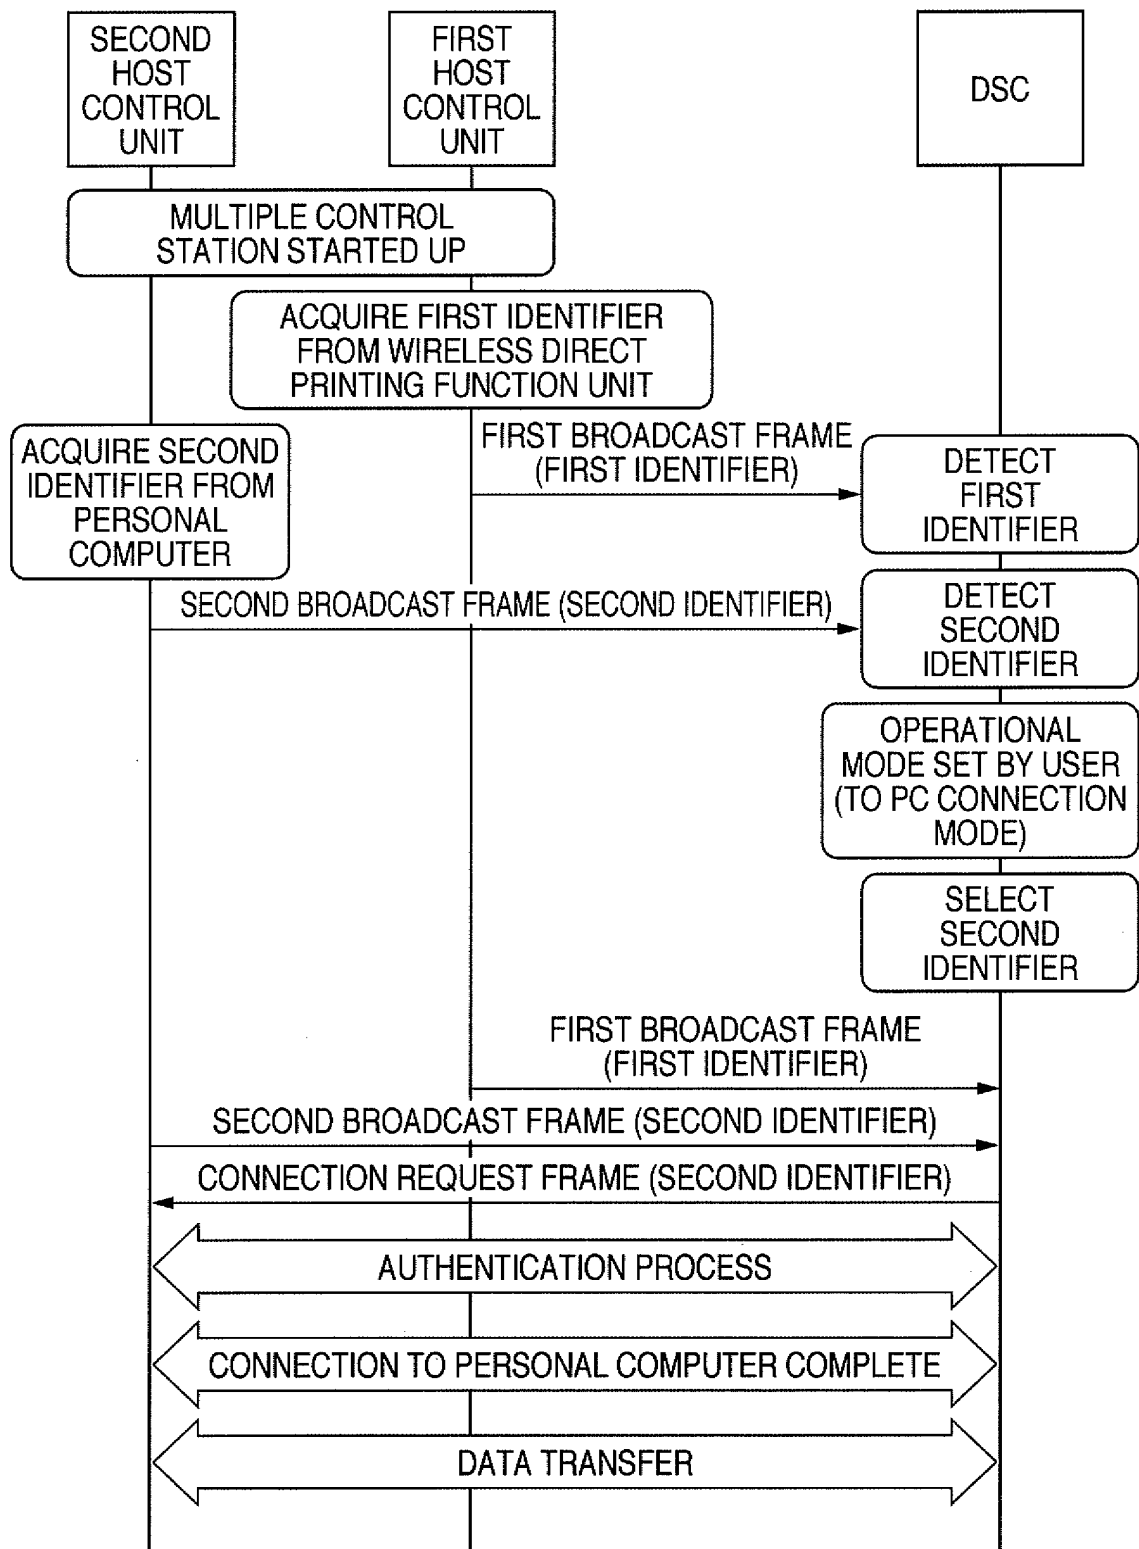 SECOND
HOST
CONTROL
UNIT
FIRST
HOST
CONTROL
UNIT
DSC
MULTIPLE CONTROL
STATION STARTED UP
ACQUIRE FIRST IDENTIFIER
FROM WIRELESS DIRECT
PRINTING FUNCTION UNIT
ACQUIRE SECOND
IDENTIFIER FROM
PERSONAL
COMPUTER
FIRST BROADCAST FRAME
(FIRST IDENTIFIER)
DETECT
FIRST
IDENTIFIER
SECOND BROADCAST FRAME (SECOND IDENTIFIER)
DETECT
SECOND
IDENTIFIER
OPERATIONAL
MODE SET BY USER
(TO PC CONNECTION
MODE)
SELECT
SECOND
IDENTIFIER
FIRST BROADCAST FRAME
(FIRST IDENTIFIER)
SECOND BROADCAST FRAME (SECOND IDENTIFIER)
CONNECTION REQUEST FRAME (SECOND IDENTIFIER)
AUTHENTICATION PROCESS
CONNECTION TO PERSONAL COMPUTER COMPLETE
DATA TRANSFER